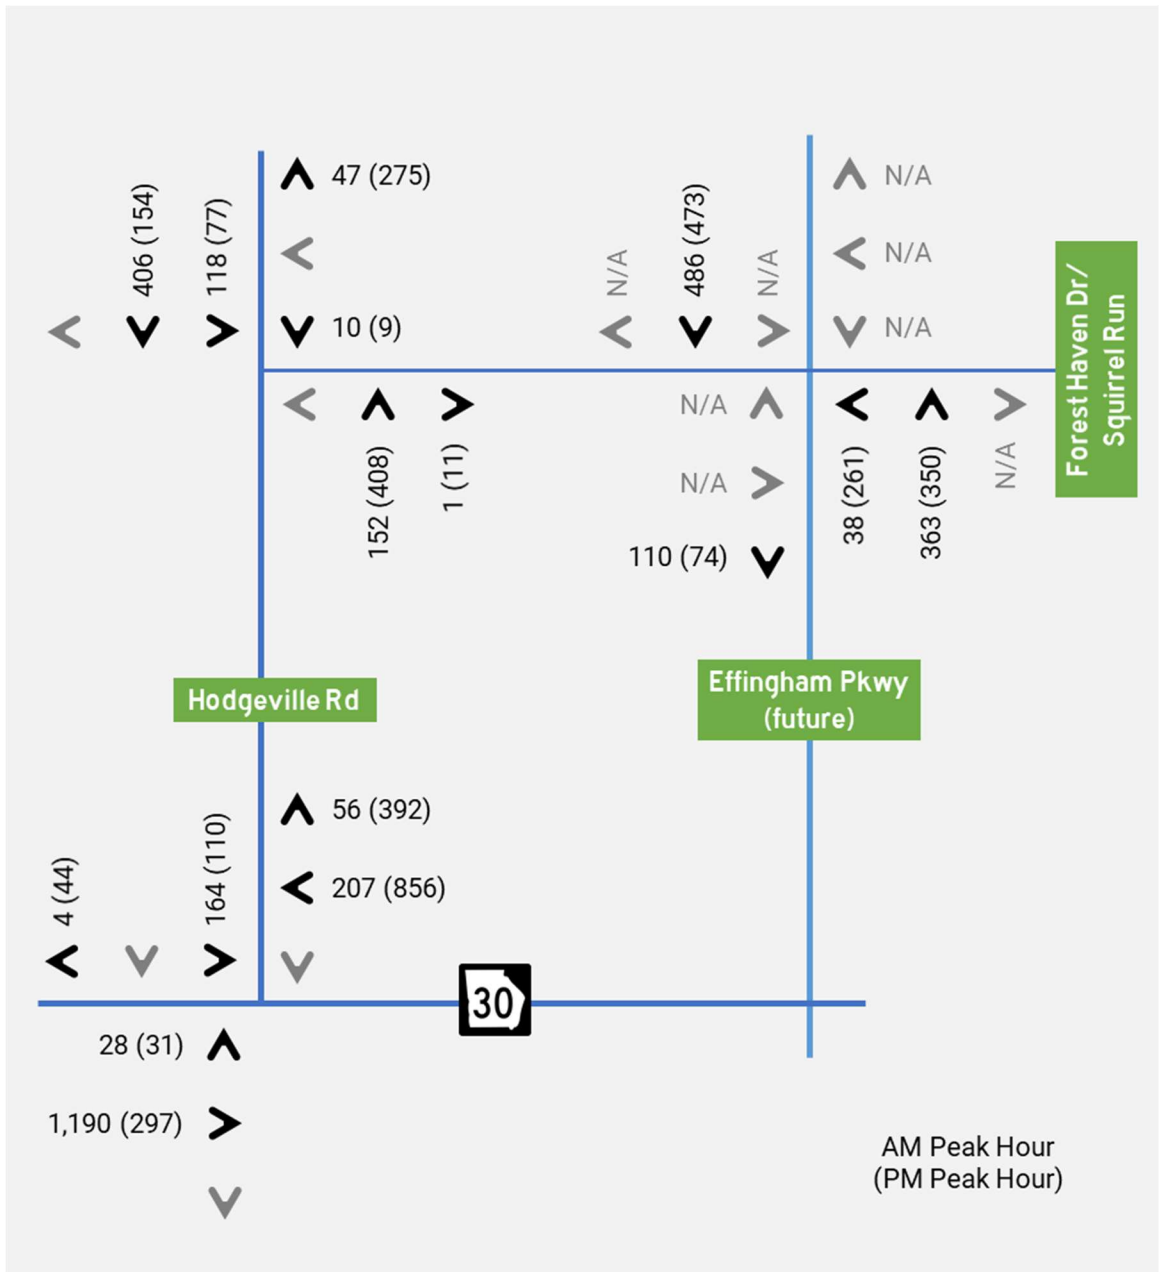 47 (275)
406 (154)
118 (77)
10 (9)
152 (408)
1 (11)
N/A
486 (473)
N/A
N/A
N/A
N/A
N/A
N/A
110 (74)
38 (261)
363 (350)
N/A
Forest Haven Dr/
Squirrel Run
Hodgeville Rd
Effingham Pkwy
(future)
56 (392)
207 (856)
4 (44)
164 (110)
30
28 (31)
1,190 (297)
AM Peak Hour
(PM Peak Hour)